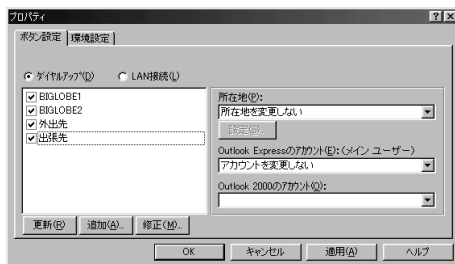 プロパティ
ボタン設定 環境設定
ダイヤルアップ(D) LAN接続(L)
BIGLOBE1
BIGLOBE2
外出先
出張先
所在地(P):
所在地を変更しない
設定(S)...
Outlook Expressのアカウント(E):(メイン ユーザー)
アカウントを変更しない
Outlook 2000のアカウント(O):
更新(R) 追加(A)... 修正(M)...
OK キャンセル 適用(A) ヘルプ